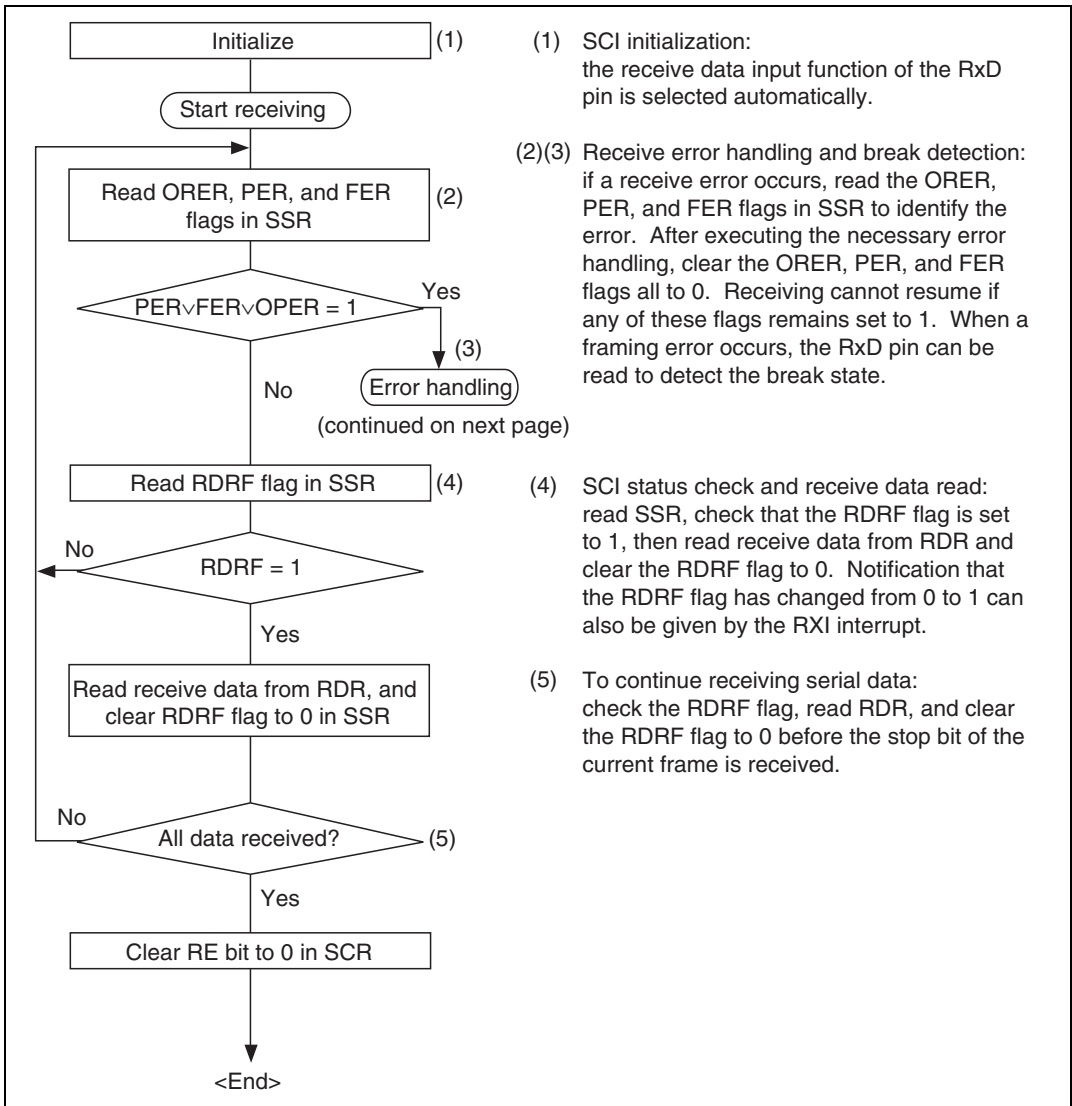 Initialize
(1)
Start receiving
Read ORER, PER, and FER
flags in SSR
(2)
PER∨FER∨OPER = 1
Yes
(3)
Error handling
(continued on next page)
No
Read RDRF flag in SSR
(4)
No
RDRF = 1
Yes
Read receive data from RDR, and
clear RDRF flag to 0 in SSR
No
All data received?
(5)
Yes
Clear RE bit to 0 in SCR
<End>
(1) SCI initialization:
the receive data input function of the RxD
pin is selected automatically.
(2)(3) Receive error handling and break detection:
if a receive error occurs, read the ORER,
PER, and FER flags in SSR to identify the
error. After executing the necessary error
handling, clear the ORER, PER, and FER
flags all to 0. Receiving cannot resume if
any of these flags remains set to 1. When a
framing error occurs, the RxD pin can be
read to detect the break state.
(4) SCI status check and receive data read:
read SSR, check that the RDRF flag is set
to 1, then read receive data from RDR and
clear the RDRF flag to 0. Notification that
the RDRF flag has changed from 0 to 1 can
also be given by the RXI interrupt.
(5) To continue receiving serial data:
check the RDRF flag, read RDR, and clear
the RDRF flag to 0 before the stop bit of the
current frame is received.